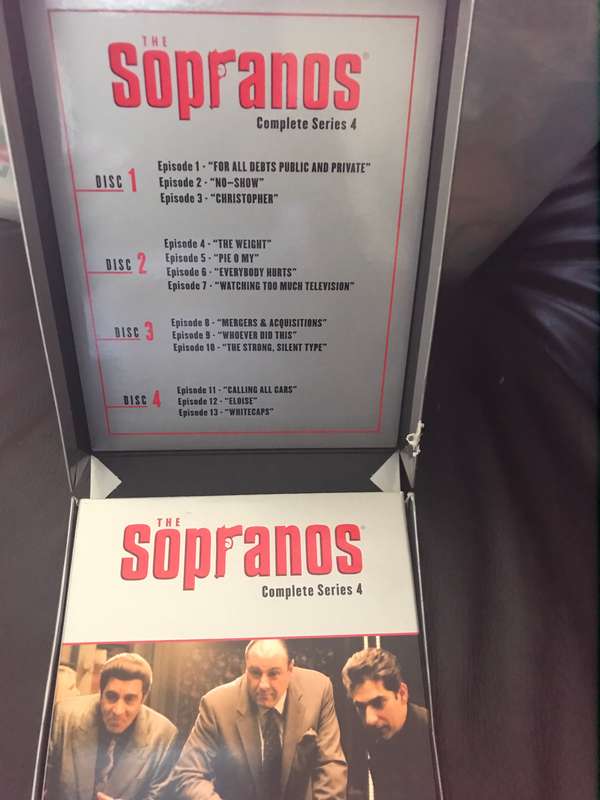 THE
Sopranos®
Complete Series 4
DISC 1
Episode 1 - "FOR ALL DEBTS PUBLIC AND PRIVATE"
Episode 2 - "NO–SHOW"
Episode 3 - "CHRISTOPHER"
DISC 2
Episode 4 - "THE WEIGHT"
Episode 5 - "PIE O MY"
Episode 6 - "EVERYBODY HURTS"
Episode 7 - "WATCHING TOO MUCH TELEVISION"
DISC 3
Episode 8 - "MERGERS & ACQUISITIONS"
Episode 9 - "WHOEVER DID THIS"
Episode 10 - "THE STRONG, SILENT TYPE"
DISC 4
Episode 11 - "CALLING ALL CARS"
Episode 12 - "ELOISE"
Episode 13 - "WHITECAPS"
THE
Sopranos®
Complete Series 4